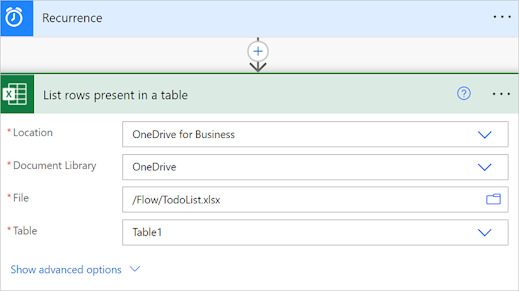 Recurrence
List rows present in a table
* Location
OneDrive for Business
* Document Library
OneDrive
* File
/Flow/TodoList.xlsx
* Table
Table1
Show advanced options